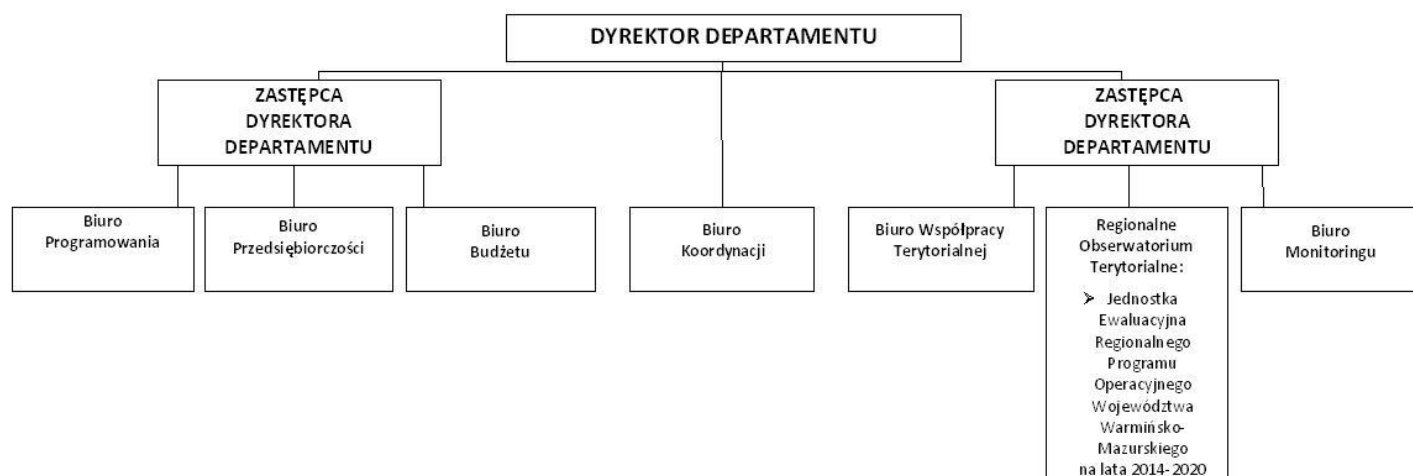 DYREKTOR DEPARTAMENTU
ZASTĘPCA
DYREKTORA
DEPARTAMENTU
ZASTĘPCA
DYREKTORA
DEPARTAMENTU
Biuro
Programowania
Biuro
Przedsiębiorczości
Biuro
Budżetu
Biuro
Koordynacji
Biuro Współpracy
Terytorialnej
Regionalne
Obserwatorium
Terytorialne:
➢ Jednostka
Ewaluacyjna
Regionalnego
Programu
Operacyjnego
Województwa
Warmińsko-
Mazurskiego
na lata 2014-2020
Biuro
Monitoringu